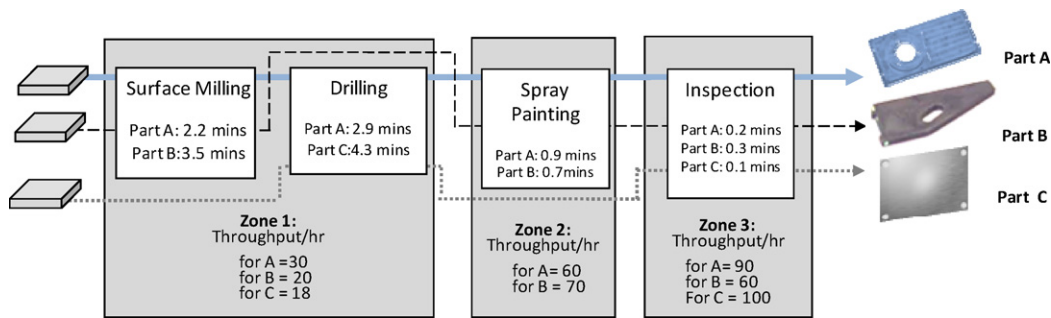 Surface Milling
Part A: 2.2 mins
Part B:3.5 mins
Drilling
Part A: 2.9 mins
Part C:4.3 mins
Zone 1:
Throughput/hr
for A =30
for B = 20
for C = 18
Spray
Painting
Part A: 0.9 mins
Part B: 0.7mins
Zone 2:
Throughput/hr
for A= 60
for B = 70
Inspection
Part A: 0.2 mins
Part B: 0.3 mins
Part C: 0.1 mins
Zone 3:
Throughput/hr
for A= 90
for B = 60
For C = 100
Part A
Part B
Part C